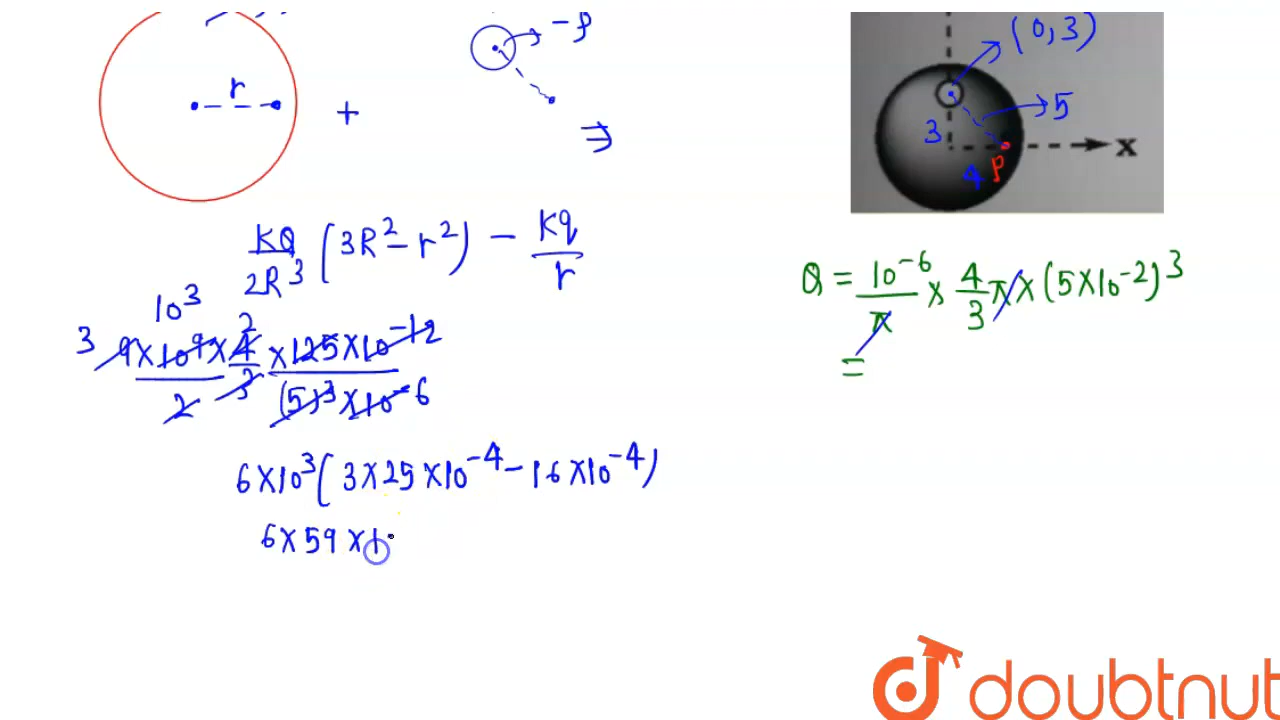 r
+
-ρ
⇒
(0,3)
5
3
4 P
x
KQ/2R³ (3R² - r²) - Kq/r
Q = 10⁻⁶/π × 4/3 π × (5×10⁻²)³
=
10³
3 9×10⁹×4/3 2 ×125×10⁻¹²
2 (5)³×10⁻⁶
6×10³(3×25×10⁻⁴-16×10⁻⁴)
6×59×1
doubtnut